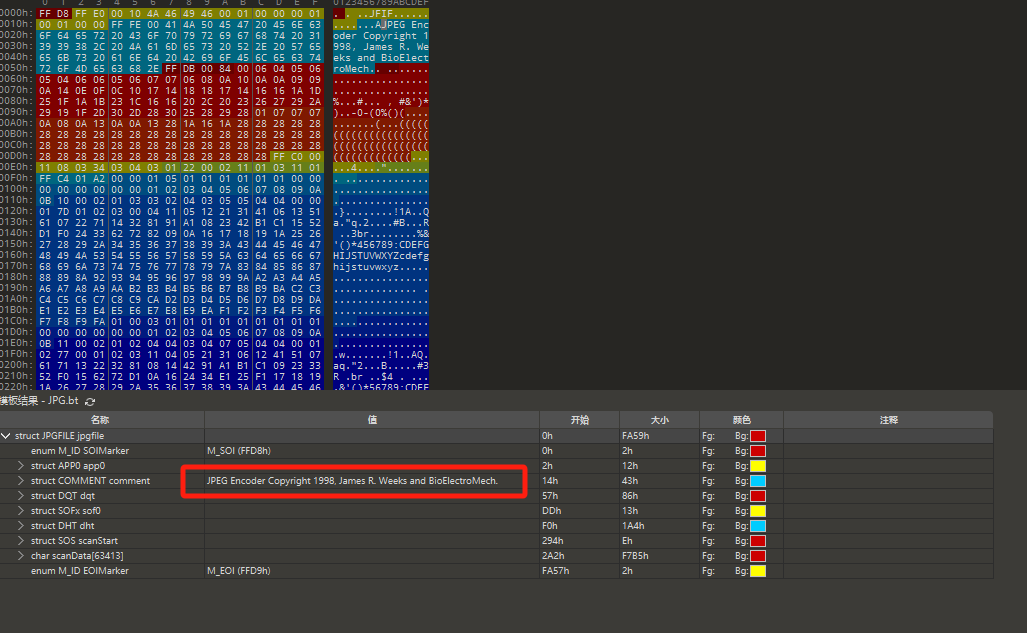 0 1 2 3 4 5 6 7 8 9 A B C D E F 0123456789ABCDEF
0000h: FF D8 FF E0 00 10 4A 46 49 46 00 01 00 00 00 01 ......JFIF......
0010h: 00 01 00 00 FF FE 00 41 4A 50 45 47 20 45 6E 63 .......AJPEG Enc
0020h: 6F 64 65 72 20 43 6F 70 79 72 69 67 68 74 20 31 oder Copyright 1
0030h: 39 39 38 2C 20 4A 61 6D 65 73 20 52 2E 20 57 65 998, James R. We
0040h: 65 6B 73 20 61 6E 64 20 42 69 6F 45 6C 65 63 74 eks and BioElect
0050h: 72 6F 4D 65 63 68 2E FF DB 00 84 00 06 04 05 06 roMech.
0060h: 05 04 06 06 05 06 07 07 06 08 0A 10 0A 0A 09 09
0070h: 0A 14 0E 0F 0C 10 17 14 18 18 17 14 16 16 1A 1D
0080h: 25 1F 1A 1B 23 1C 16 16 20 2C 20 23 26 27 29 2A %...#... , #&')*
0090h: 29 19 1F 2D 30 2D 28 30 25 28 29 28 01 07 07 07 )..-0-(0%()(....
00A0h: 0A 08 0A 13 0A 0A 13 28 1A 16 1A 28 28 28 28 28 .......(...(((((
00B0h: 28 28 28 28 28 28 28 28 28 28 28 28 28 28 28 28 ((((((((((((((((
00C0h: 28 28 28 28 28 28 28 28 28 28 28 28 28 28 28 28 ((((((((((((((((
00D0h: 28 28 28 28 28 28 28 28 28 28 28 28 28 FF C0 00 (((((((((((((...
00E0h: 11 08 03 34 03 04 03 01 22 00 02 11 01 03 11 01 ...4....".......
00F0h: FF C4 01 A2 00 00 01 05 01 01 01 01 01 01 00 00
0100h: 00 00 00 00 00 00 01 02 03 04 05 06 07 08 09 0A
0110h: 0B 10 00 02 01 03 03 02 04 03 05 05 04 04 00 00
0120h: 01 7D 01 02 03 00 04 11 05 12 21 31 41 06 13 51 .}........!1A..Q
0130h: 61 07 22 71 14 32 81 91 A1 08 23 42 B1 C1 15 52 a."q.2....#B...R
0140h: D1 F0 24 33 62 72 82 09 0A 16 17 18 19 1A 25 26 ..$3br........%&
0150h: 27 28 29 2A 34 35 36 37 38 39 3A 43 44 45 46 47 '()*456789:CDEFG
0160h: 48 49 4A 53 54 55 56 57 58 59 5A 63 64 65 66 67 HIJSTUVWXYZcdefg
0170h: 68 69 6A 73 74 75 76 77 78 79 7A 83 84 85 86 87 hijstuvwxyz.....
0180h: 88 89 8A 92 93 94 95 96 97 98 99 9A A2 A3 A4 A5
0190h: A6 A7 A8 A9 AA B2 B3 B4 B5 B6 B7 B8 B9 BA C2 C3
01A0h: C4 C5 C6 C7 C8 C9 CA D2 D3 D4 D5 D6 D7 D8 D9 DA
01B0h: E1 E2 E3 E4 E5 E6 E7 E8 E9 EA F1 F2 F3 F4 F5 F6
01C0h: F7 F8 F9 FA 01 00 03 01 01 01 01 01 01 01 01 01
01D0h: 00 00 00 00 00 00 01 02 03 04 05 06 07 08 09 0A
01E0h: 0B 11 00 02 01 02 04 04 03 04 07 05 04 04 00 01
01F0h: 02 77 00 01 02 03 11 04 05 21 31 06 12 41 51 07 .w.......!1..AQ.
0200h: 61 71 13 22 32 81 08 14 42 91 A1 B1 C1 09 23 33 aq."2...B.....#3
0210h: 52 F0 15 62 72 D1 0A 16 24 34 E1 25 F1 17 18 19 R..br...$4.%....
0220h: 1A 26 27 28 29 2A 35 36 37 38 39 3A 43 44 45 46 .&'()*56789:CDEF
模板结果 - JPG.bt
名称 值 开始 大小 颜色 注释
struct JPGFILE jpgfile 0h FA59h Fg: Bg:
enum M_ID SOIMarker M_SOI (FFD8h) 0h 2h Fg: Bg:
struct APP0 app0 2h 12h Fg: Bg:
struct COMMENT comment JPEG Encoder Copyright 1998, James R. Weeks and BioElectroMech. 14h 43h Fg: Bg:
struct DQT dqt 57h 86h Fg: Bg:
struct SOFx sof0 DDh 13h Fg: Bg:
struct DHT dht F0h 1A4h Fg: Bg:
struct SOS scanStart 294h Eh Fg: Bg:
char scanData[63413] 2A2h F7B5h Fg: Bg:
enum M_ID EOIMarker M_EOI (FFD9h) FA57h 2h Fg: Bg: